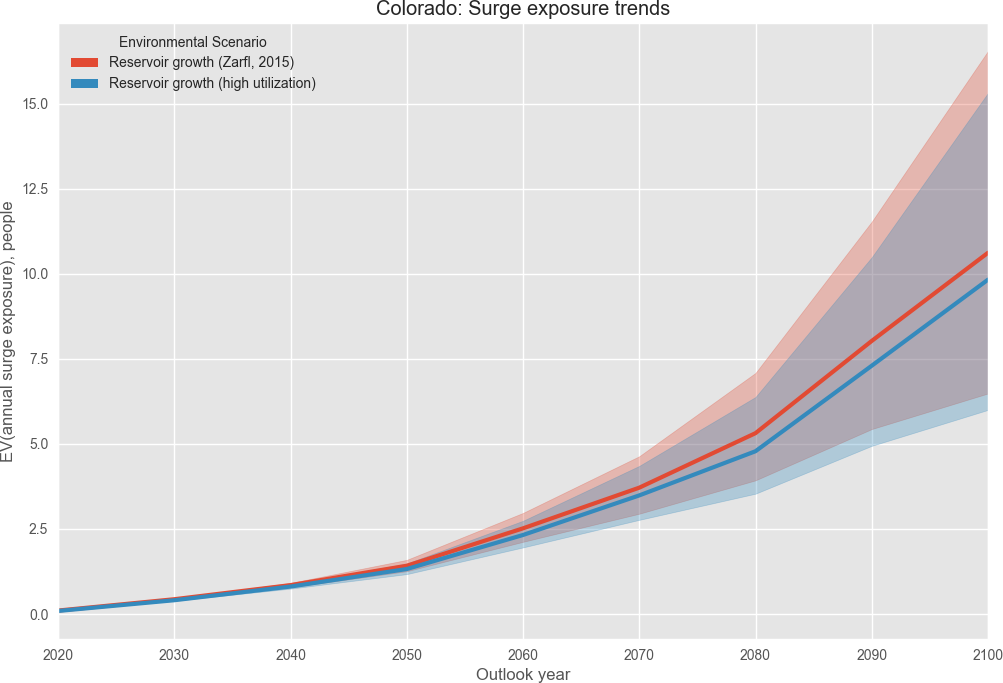 Colorado: Surge exposure trends
Environmental Scenario
Reservoir growth (Zarfl, 2015)
Reservoir growth (high utilization)
EV(annual surge exposure), people
15.0
12.5
10.0
7.5
5.0
2.5
0.0
2020 2030 2040 2050 2060 2070 2080 2090 2100
Outlook year